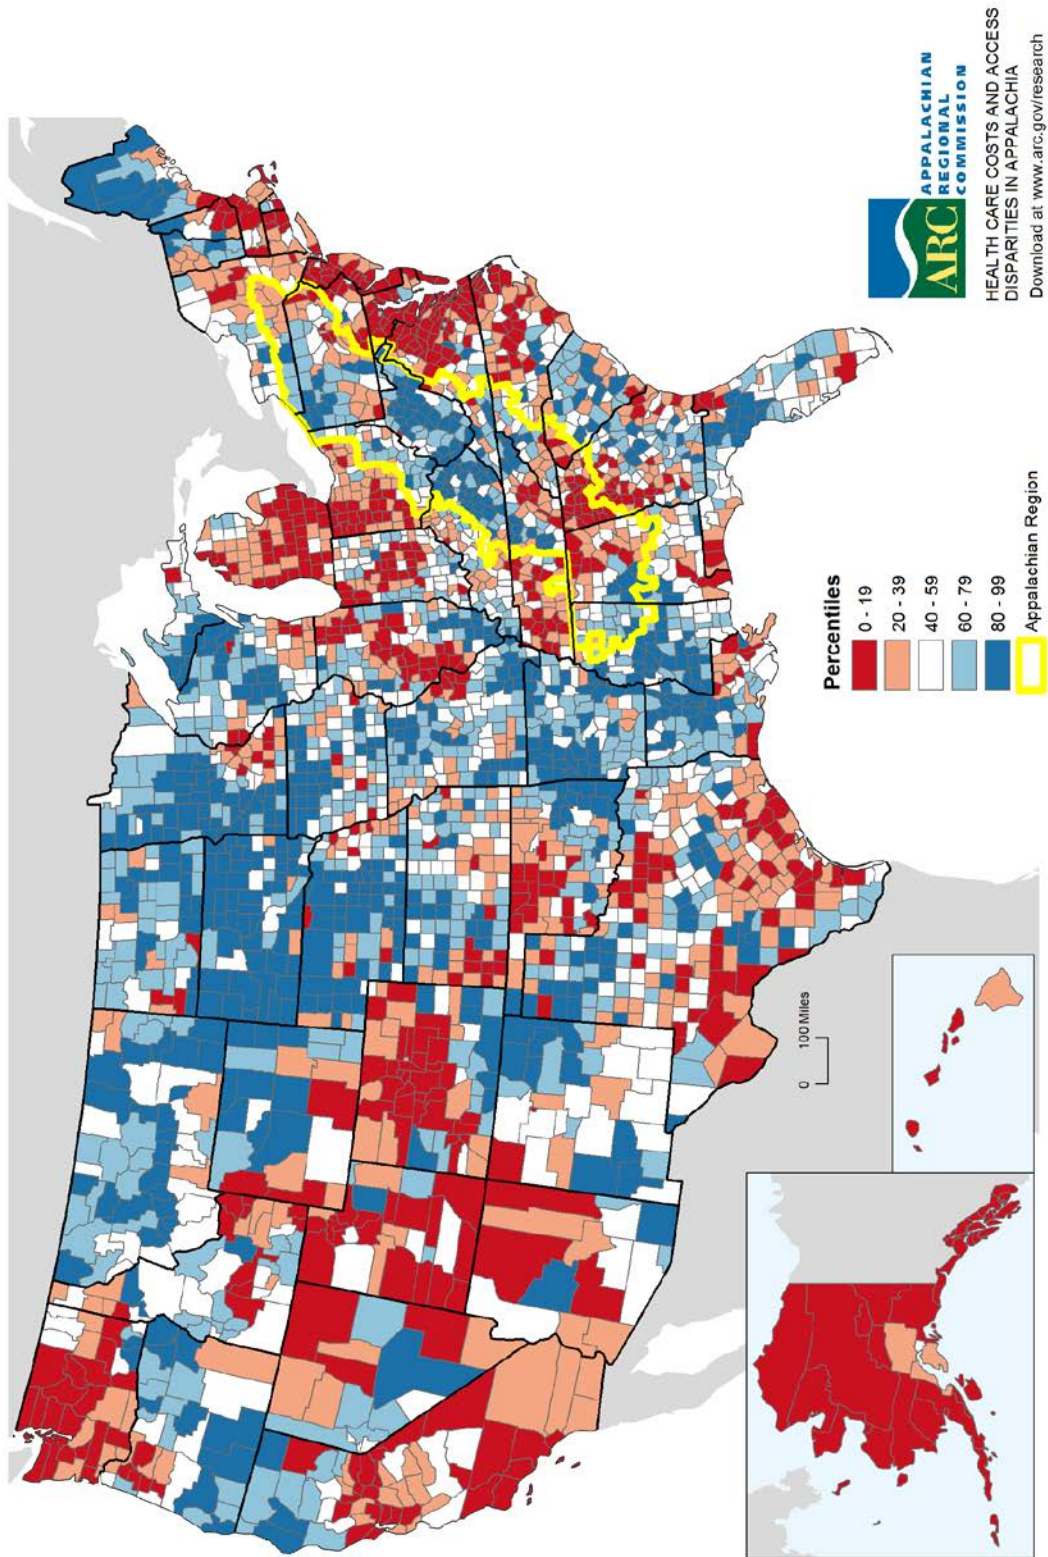 ARC
APPALACHIAN
REGIONAL
COMMISSION
HEALTH CARE COSTS AND ACCESS
DISPARITIES IN APPALACHIA
Download at www.arc.gov/research
Percentiles
0 - 19
20 - 39
40 - 59
60 - 79
80 - 99
Appalachian Region
0 100 Miles